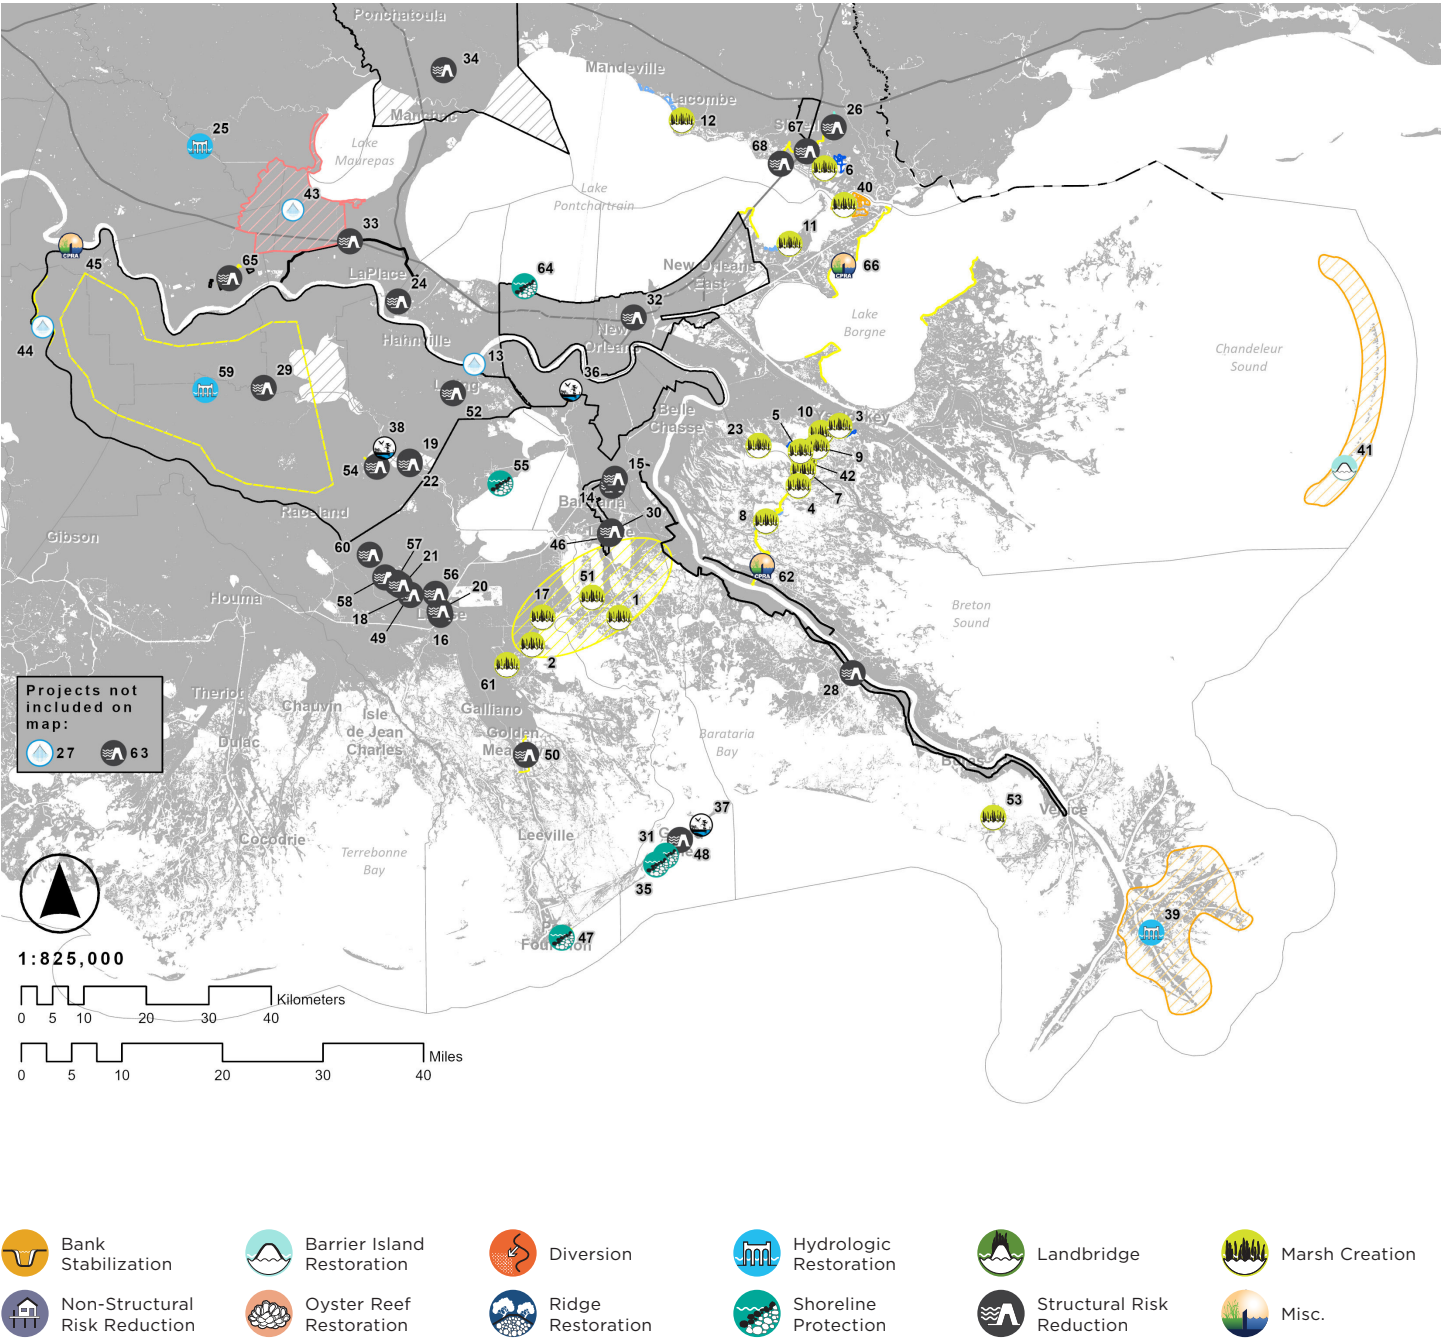 Ponchatoula
34
Mandeville
Lacombe
12
26
67
68
6
25
Lake
Maurepas
Lake
Pontchartrain
40
43
33
11
66
45
65
LaPlace
24
64
New Orleans
East
32
New
Orleans
Lake
Borgne
44
Hahnville
13
36
Chandeleur
Sound
59
29
52
Belle
Chasse
10
3
5
23
9
42
7
4
8
38
19
54
22
55
15
14
30
46
41
Raceland
Gibson
60
57
21
56
58
20
18
49
16
51
17
1
2
61
62
Houma
Breton
Sound
28
Projects not
included on
map:
27
63
Theriot
Chauvin
Dulac
Isle
de Jean
Charles
Galliano
Golden
50
Barataria
Bay
53
Venice
Cocodrie
Terrebonne
Bay
Leeville
37
31
48
35
47
39
1:825,000
Kilometers
0 5 10 20 30 40
Miles
0 5 10 20 30 40
Bank
Stabilization
Barrier Island
Restoration
Diversion
Hydrologic
Restoration
Landbridge
Marsh Creation
Non-Structural
Risk Reduction
Oyster Reef
Restoration
Ridge
Restoration
Shoreline
Protection
Structural Risk
Reduction
Misc.